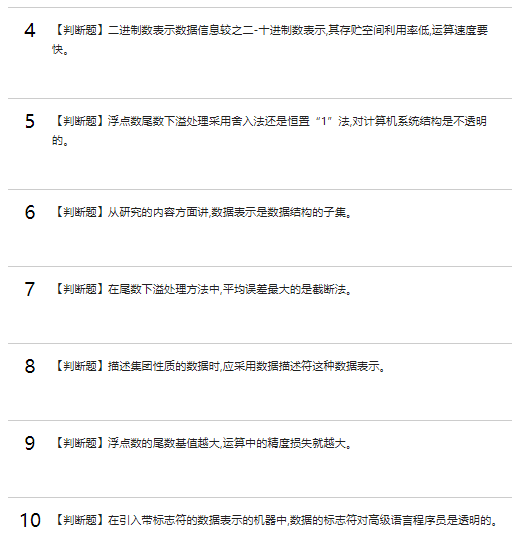 4 【判断题】二进制数表示数据信息较之二-十进制数表示,其存贮空间利用率低,运算速度要
快。
5 【判断题】浮点数尾数下溢处理采用舍入法还是恒置“1”法,对计算机系统结构是不透明
的。
6 【判断题】从研究的内容方面讲,数据表示是数据结构的子集。
7 【判断题】在尾数下溢处理方法中,平均误差最大的是截断法。
8 【判断题】描述集团性质的数据时,应采用数据描述符这种数据表示。
9 【判断题】浮点数的尾数基值越大,运算中的精度损失就越大。
10 【判断题】在引入带标志符的数据表示的机器中,数据的标志符对高级语言程序员是透明的。